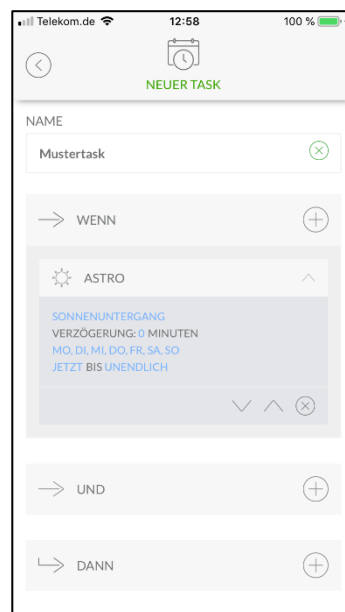 Telekom.de 12:58 100 %
NEUER TASK
NAME
Mustertask
WENN
ASTRO
SONNENUNTERGANG
VERZÖGERUNG: 0 MINUTEN
MO, DI, MI, DO, FR, SA, SO
JETZT BIS UNENDLICH
UND
DANN